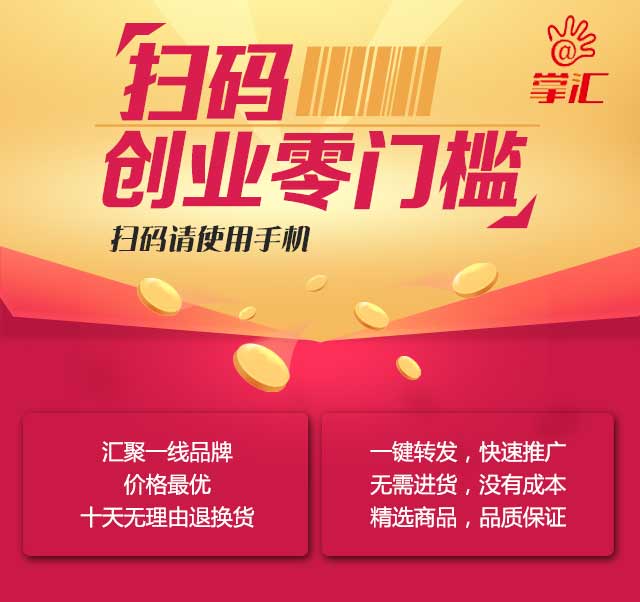 扫码
掌汇
创业零门槛
扫码请使用手机
汇聚一线品牌
价格最优
十天无理由退换货
一键转发，快速推广
无需进货，没有成本
精选商品，品质保证